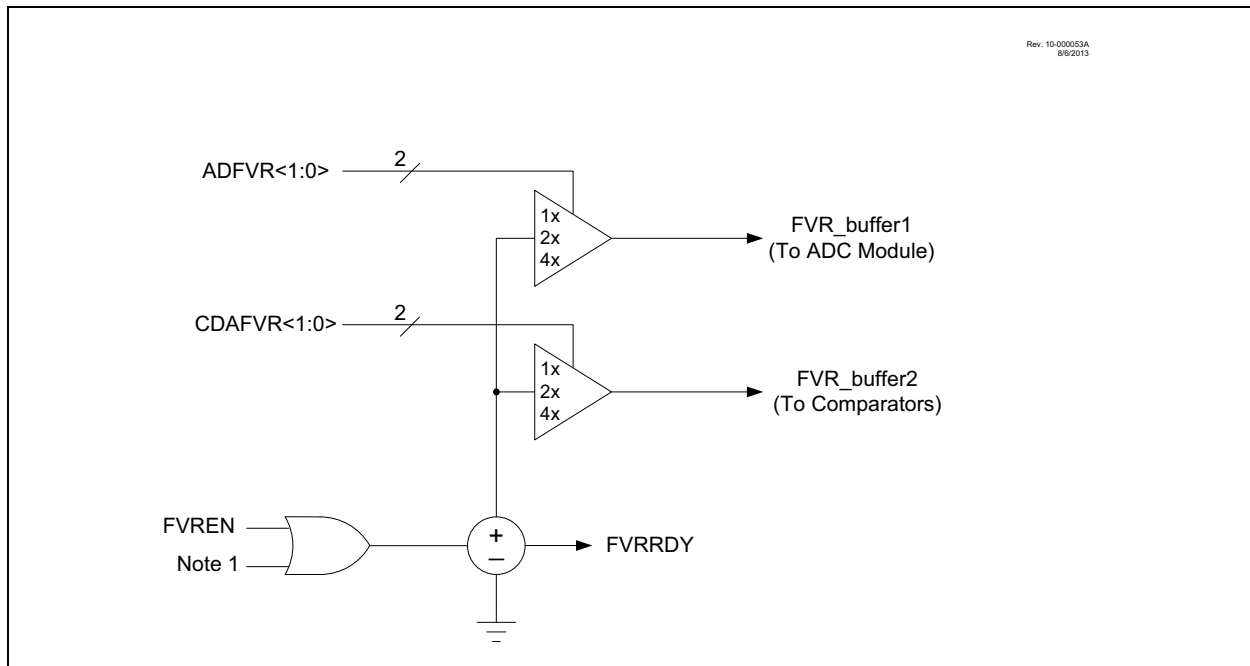 Rev. 10-000053A
8/6/2013
ADFVR<1:0>
2
1x
2x
4x
FVR_buffer1
(To ADC Module)
CDAFVR<1:0>
2
1x
2x
4x
FVR_buffer2
(To Comparators)
FVREN
Note 1
+
–
FVRRDY